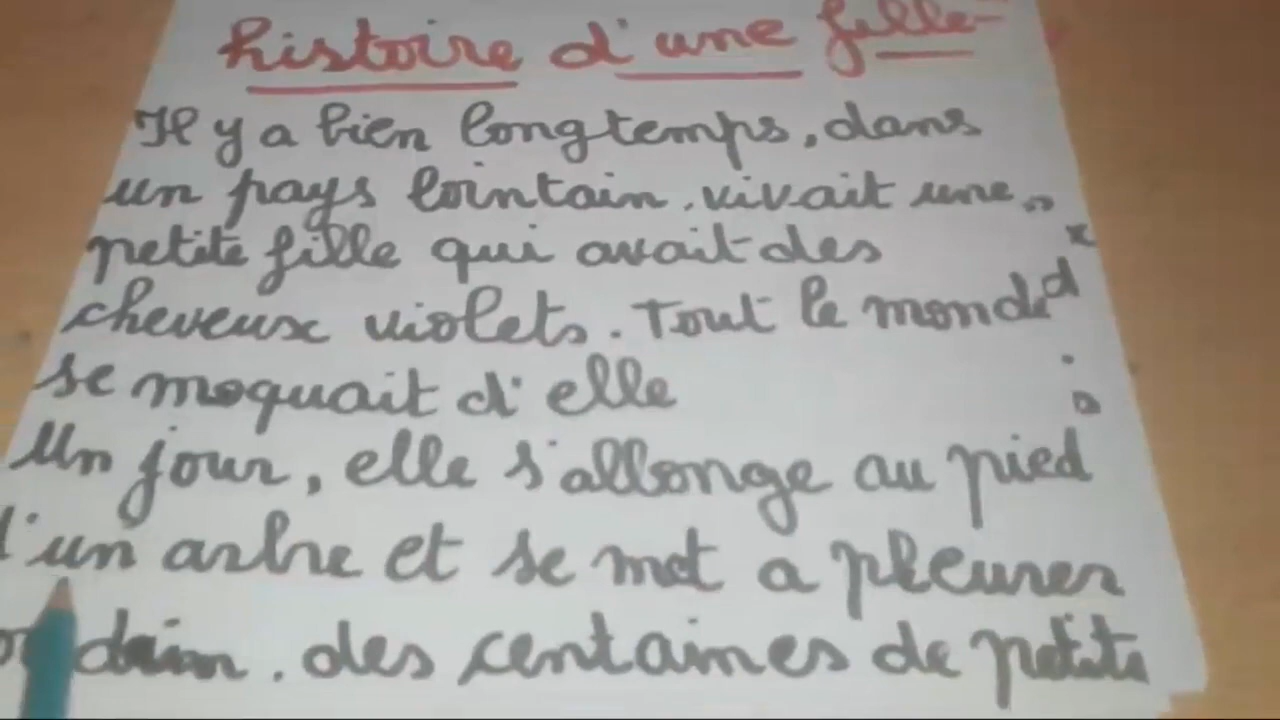 histoire d'une fille
Il y a bien longtemps, dans
un pays lointain. vivait une
petite fille qui avait des
cheveux violets. Tout le monde
se moquait d'elle
Un jour, elle s'allonge au pied
d'un arbre et se met a pleurer
des centaines de petits